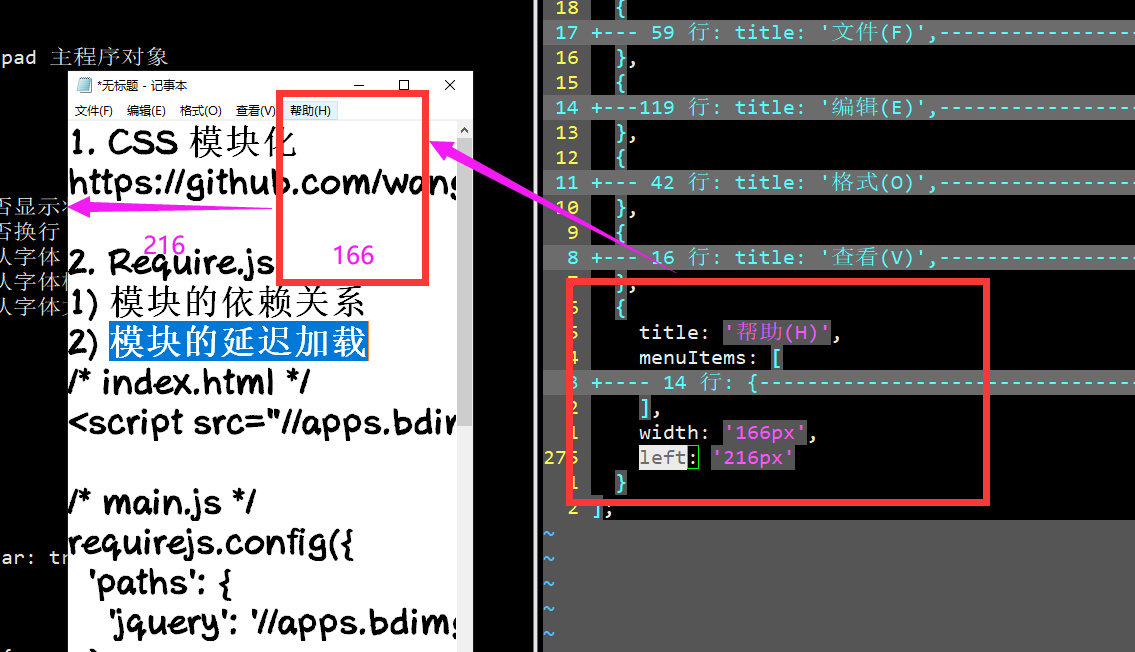 pad 主程序对象
否显示
否换行
人字体
人字体
人字体
ar: tr
*无标题 - 记事本
文件(F) 编辑(E) 格式(O) 查看(V) 帮助(H)
1. CSS 模块化
https://github.com/wang
216
166
2. Require.js
1) 模块的依赖关系
2) 模块的延迟加载
/* index.html */
<script src="//apps.bdim
/* main.js */
requirejs.config({
'paths': {
'jquery': '//apps.bdimg
18 {
17 +--- 59 行: title: '文件(F)',
16 },
15 {
14 +---119 行: title: '编辑(E)',
13 },
12 {
11 +--- 42 行: title: '格式(O)',
10 },
9 {
8 +--- 16 行: title: '查看(V)',
7 },
6 {
5 title: '帮助(H)',
4 menuItems: [
3 +---- 14 行: {
2 ],
1 width: '166px',
275 left: '216px'
1 }
2 ];
~
~
~
~
~